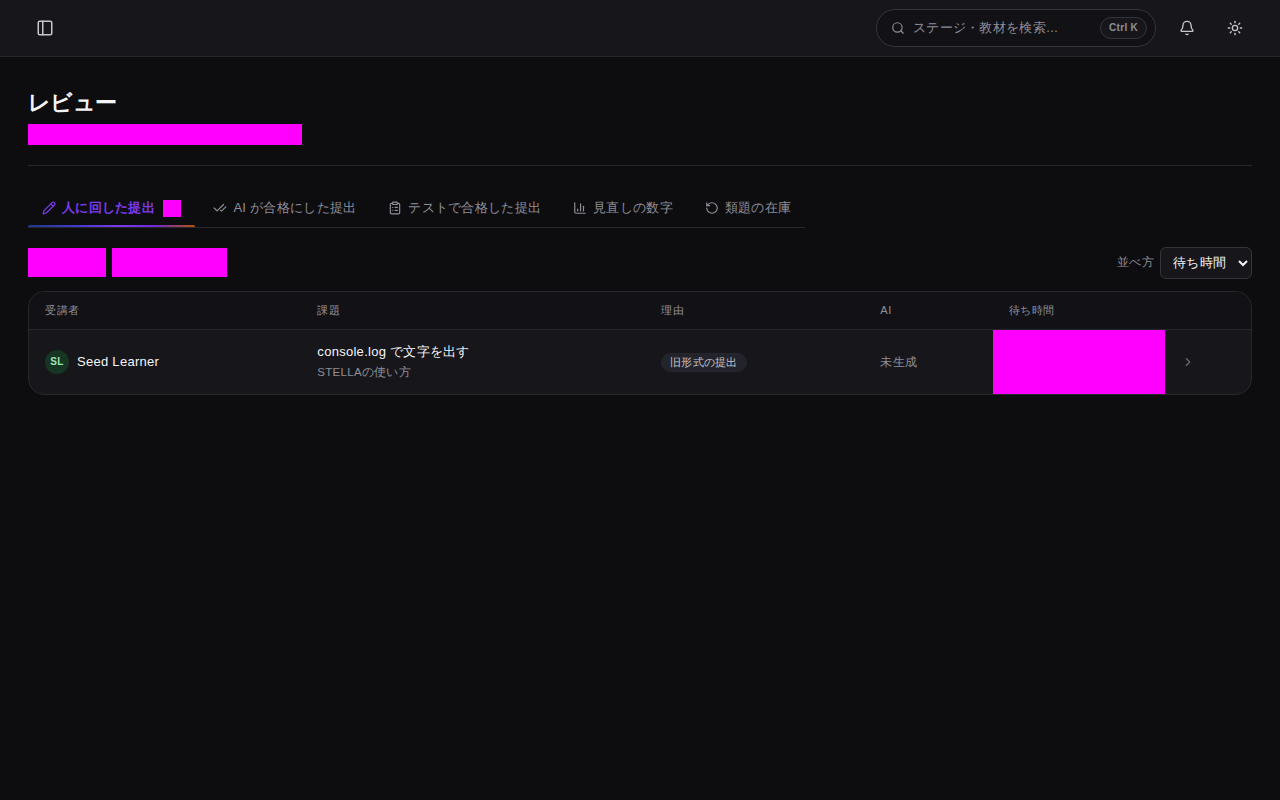 ステージ・教材を検索... Ctrl K
レビュー
人に回した提出 AI が合格にした提出 テストで合格した提出 見直しの数字 類題の在庫
並べ方 待ち時間
受講者 課題 理由 AI 待ち時間
SL Seed Learner console.log で文字を出す 旧形式の提出 未生成
STELLAの使い方